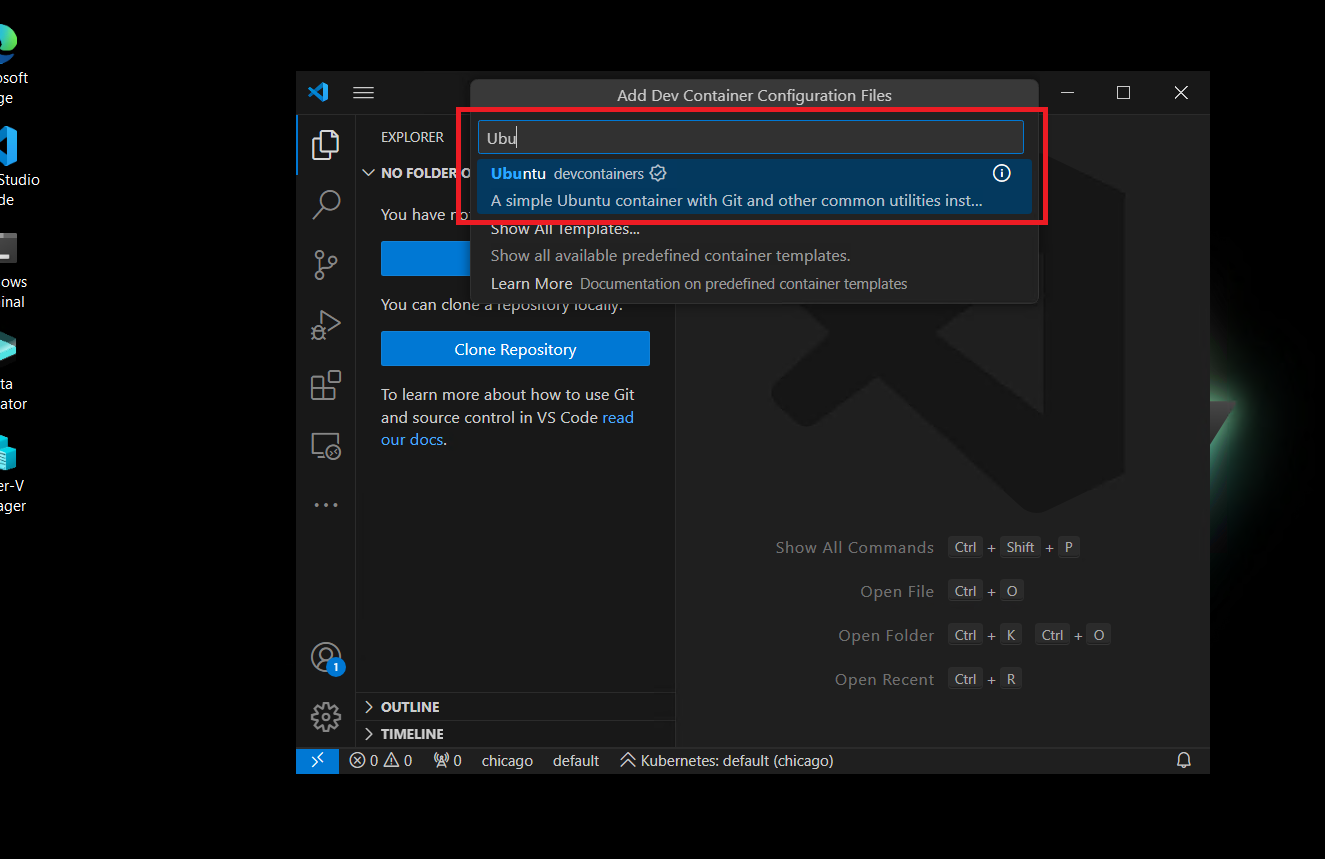 osoft
ge
Studio
de
ows
inal
ta
ator
er-V
ager
Add Dev Container Configuration Files
Ubu
Ubuntu devcontainers
A simple Ubuntu container with Git and other common utilities inst...
Show All Templates...
Show all available predefined container templates.
Learn More Documentation on predefined container templates
EXPLORER
NO FOLDER O
You have no
You can clone a repository locally.
Clone Repository
To learn more about how to use Git
and source control in VS Code read
our docs.
Show All Commands Ctrl + Shift + P
Open File Ctrl + O
Open Folder Ctrl + K Ctrl + O
Open Recent Ctrl + R
1
OUTLINE
TIMELINE
0 0 0 chicago default Kubernetes: default (chicago)